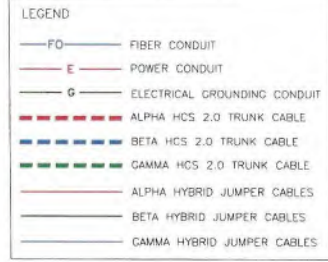 LEGEND
FO FIBER CONDUIT
E POWER CONDUIT
G ELECTRICAL GROUNDING CONDUIT
ALPHA HCS 2.0 TRUNK CABLE
BETA HCS 2.0 TRUNK CABLE
GAMMA HCS 2.0 TRUNK CABLE
ALPHA HYBRID JUMPER CABLES
BETA HYBRID JUMPER CABLES
GAMMA HYBRID JUMPER CABLES